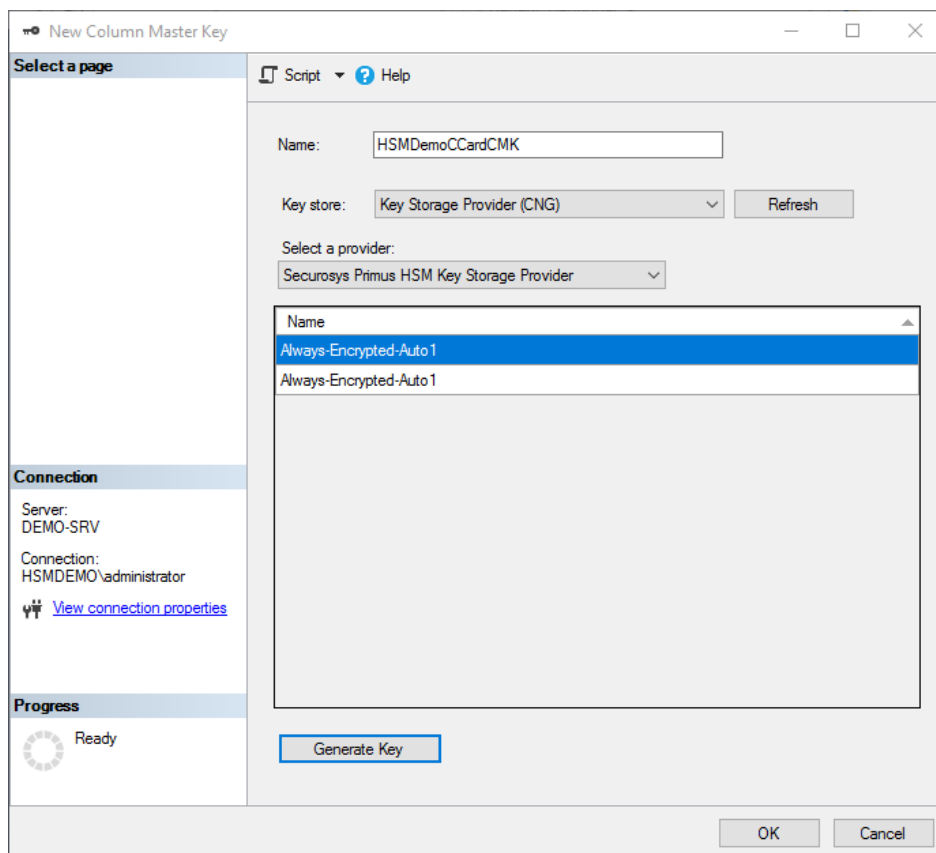 New Column Master Key
Select a page
Script Help
Name: HSMDemoCCardCMK
Key store: Key Storage Provider (CNG) Refresh
Select a provider:
Securosys Primus HSM Key Storage Provider
Name
Always-Encrypted-Auto1
Always-Encrypted-Auto1
Connection
Server:
DEMO-SRV
Connection:
HSMDEMO\administrator
View connection properties
Progress
Ready
Generate Key
OK Cancel